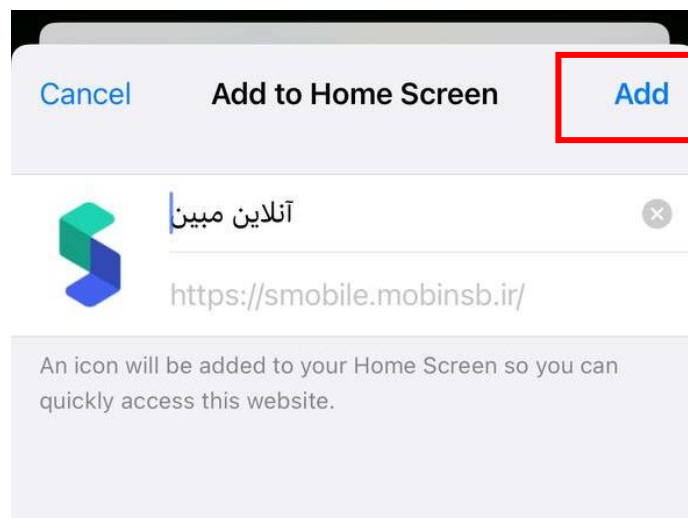 Cancel Add to Home Screen Add
آنلاین مبین
https://smobile.mobinsb.ir/
An icon will be added to your Home Screen so you can
quickly access this website.